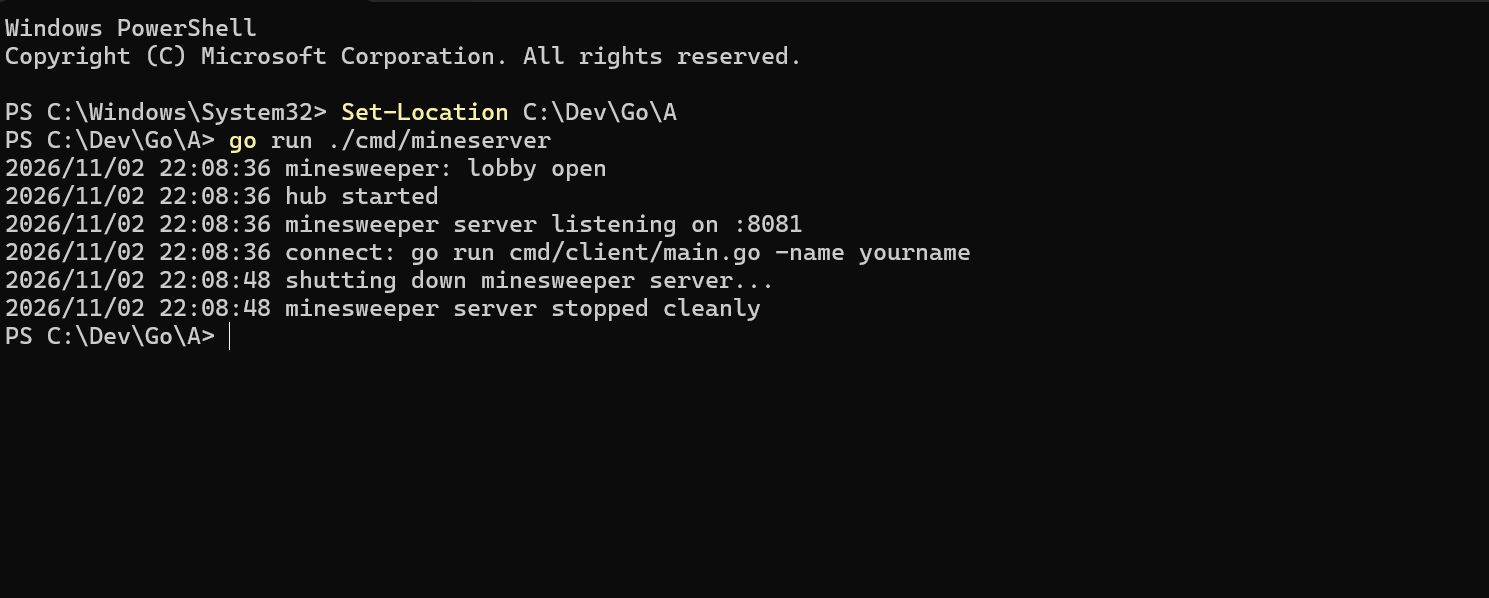 Windows PowerShell
Copyright (C) Microsoft Corporation. All rights reserved.
PS C:\Windows\System32> Set-Location C:\Dev\Go\A
PS C:\Dev\Go\A> go run ./cmd/mineserver
2026/11/02 22:08:36 minesweeper: lobby open
2026/11/02 22:08:36 hub started
2026/11/02 22:08:36 minesweeper server listening on :8081
2026/11/02 22:08:36 connect: go run cmd/client/main.go -name yourname
2026/11/02 22:08:48 shutting down minesweeper server...
2026/11/02 22:08:48 minesweeper server stopped cleanly
PS C:\Dev\Go\A>